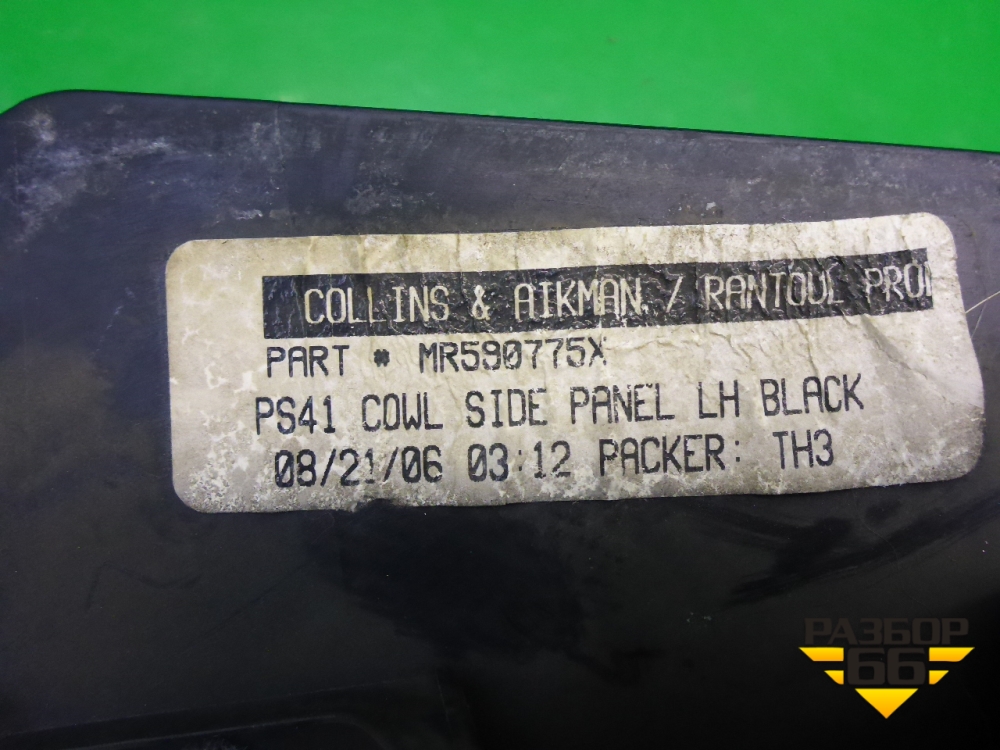 COLLINS & AIKMAN. / RANTOUL PROD
PART # MR590775X
PS41 COWL SIDE PANEL LH BLACK
08/21/06 03:12 PACKER: TH3
РАЗБОР
66